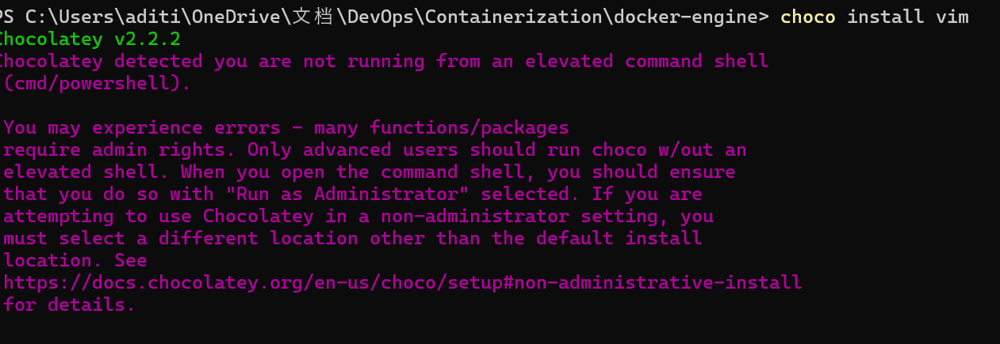 PS C:\Users\aditi\OneDrive\文档\DevOps\Containerization\docker-engine> choco install vim
Chocolatey v2.2.2
Chocolatey detected you are not running from an elevated command shell
(cmd/powershell).
You may experience errors - many functions/packages
require admin rights. Only advanced users should run choco w/out an
elevated shell. When you open the command shell, you should ensure
that you do so with "Run as Administrator" selected. If you are
attempting to use Chocolatey in a non-administrator setting, you
must select a different location other than the default install
location. See
https://docs.chocolatey.org/en-us/choco/setup#non-administrative-install
for details.